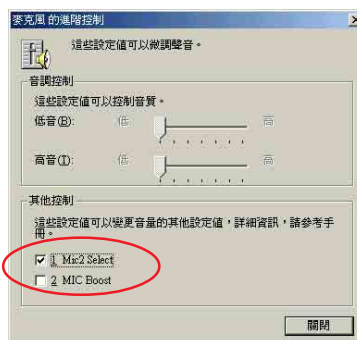 麥克風 的進階控制
這些設定值可以微調聲音。
音調控制
這些設定值可以控制音質。
低音(B): 低 高
高音(T): 低 高
其他控制
這些設定值可以變更音量的其他設定值，詳細資訊，請參考手
冊。
1 Mic2 Select
2 MIC Boost
關閉